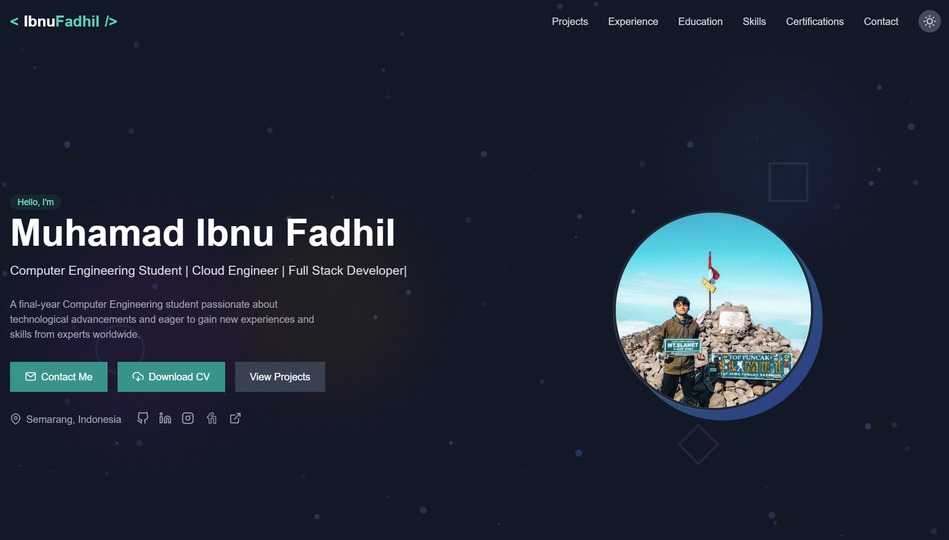 < IbnuFadhil />
Projects Experience Education Skills Certifications Contact
Hello, I'm
Muhamad Ibnu Fadhil
Computer Engineering Student | Cloud Engineer | Full Stack Developer|
A final-year Computer Engineering student passionate about
technological advancements and eager to gain new experiences and
skills from experts worldwide.
Contact Me Download CV View Projects
Semarang, Indonesia
MT.SLAMET
TOP PUNCAK
SLAMET